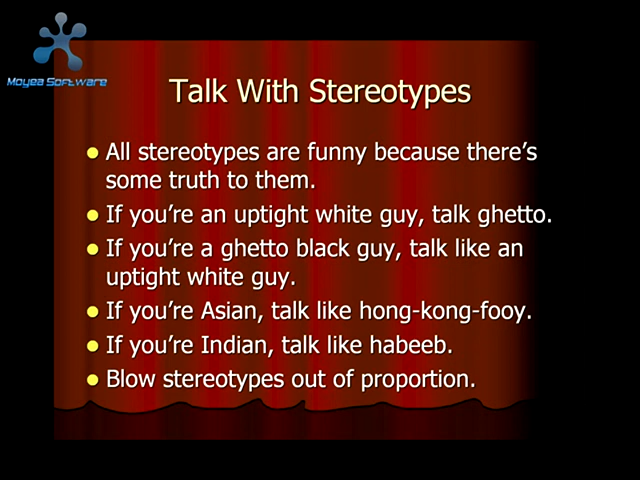 Moyea Software
Talk With Stereotypes
All stereotypes are funny because there's
some truth to them.
If you're an uptight white guy, talk ghetto.
If you're a ghetto black guy, talk like an
uptight white guy.
If you're Asian, talk like hong-kong-fooy.
If you're Indian, talk like habeeb.
Blow stereotypes out of proportion.